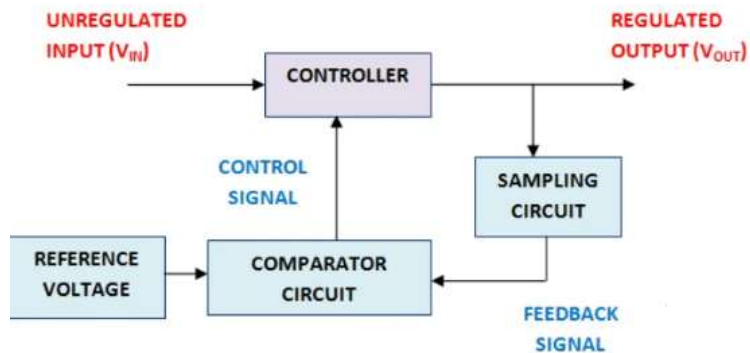 UNREGULATED
INPUT (VIN)
REGULATED
OUTPUT (VOUT)
CONTROLLER
CONTROL
SIGNAL
SAMPLING
CIRCUIT
REFERENCE
VOLTAGE
COMPARATOR
CIRCUIT
FEEDBACK
SIGNAL